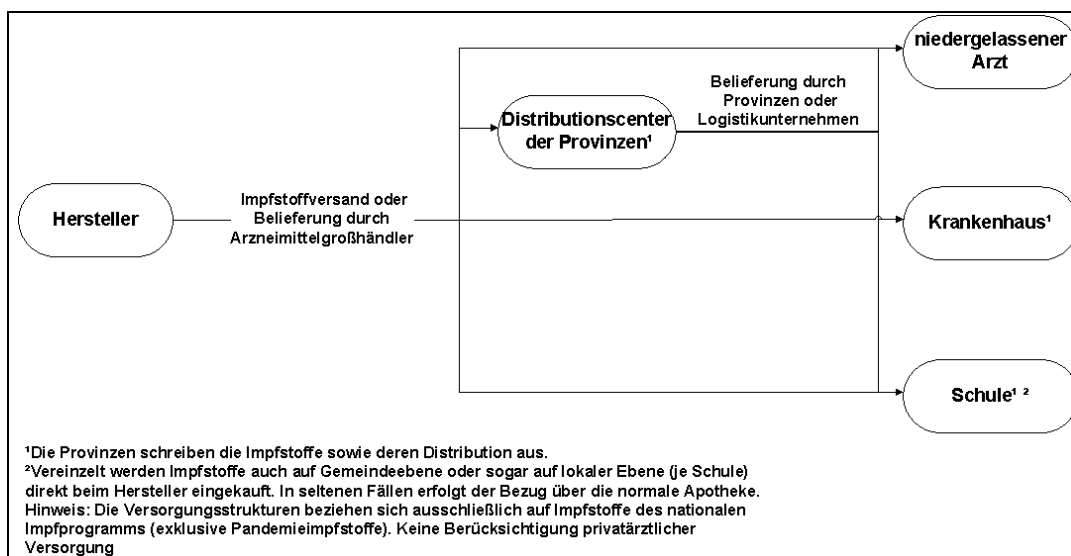 niedergelassener
Arzt
Belieferung durch
Provinzen oder
Logistikunternehmen
Distributionscenter
der Provinzen¹
Impfstoffversand oder
Belieferung durch
Arzneimittelgroßhändler
Hersteller
Krankenhaus¹
Schule¹ ²
¹Die Provinzen schreiben die Impfstoffe sowie deren Distribution aus.
²Vereinzelt werden Impfstoffe auch auf Gemeindeebene oder sogar auf lokaler Ebene (je Schule)
direkt beim Hersteller eingekauft. In seltenen Fällen erfolgt der Bezug über die normale Apotheke.
Hinweis: Die Versorgungsstrukturen beziehen sich ausschließlich auf Impfstoffe des nationalen
Impfprogramms (exklusive Pandemieimpfstoffe). Keine Berücksichtigung privatärztlicher
Versorgung